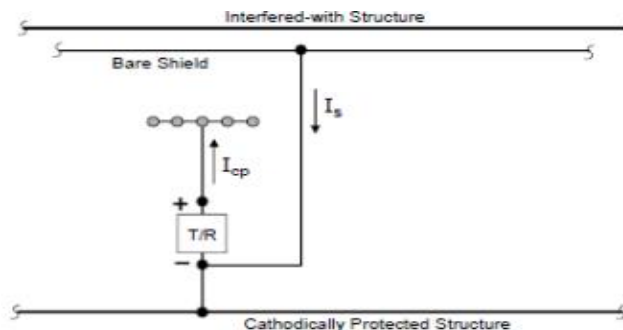 Interfered-with Structure
Bare Shield
Is
Icp
+
T/R
−
Cathodically Protected Structure